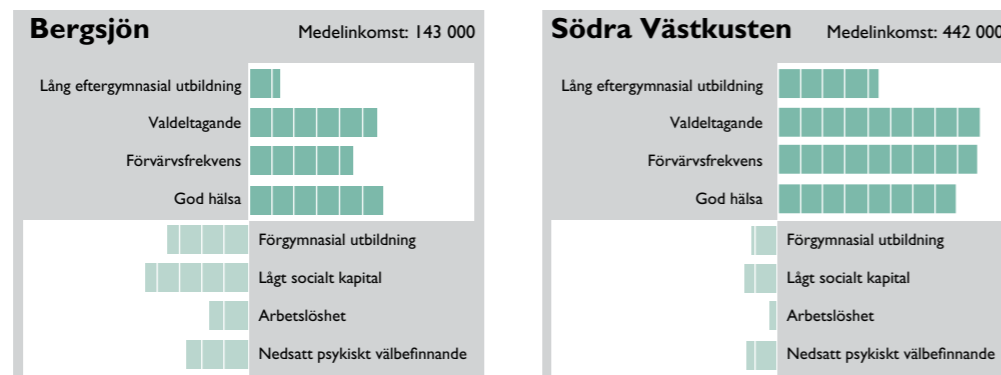 Bergsjön
Medelinkomst: 143 000
Lång eftergymnasial utbildning
Valdeltagande
Förvärvsfrekvens
God hälsa
Förgymnasial utbildning
Lågt socialt kapital
Arbetslöshet
Nedsatt psykiskt välbefinnande
Södra Västkusten
Medelinkomst: 442 000
Lång eftergymnasial utbildning
Valdeltagande
Förvärvsfrekvens
God hälsa
Förgymnasial utbildning
Lågt socialt kapital
Arbetslöshet
Nedsatt psykiskt välbefinnande